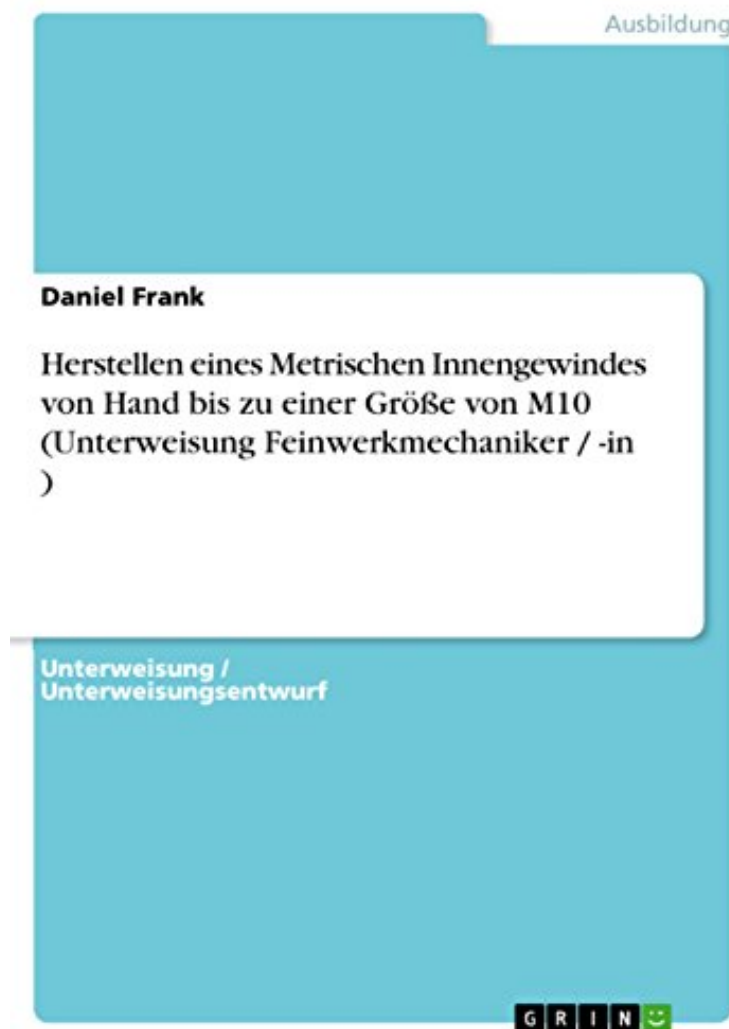 Ausbildung
Daniel Frank
Herstellen eines Metrischen Innengewindes
von Hand bis zu einer Größe von M10
(Unterweisung Feinwerkmechaniker / -in
)
Unterweisung /
Unterweisungsentwurf
GRIN